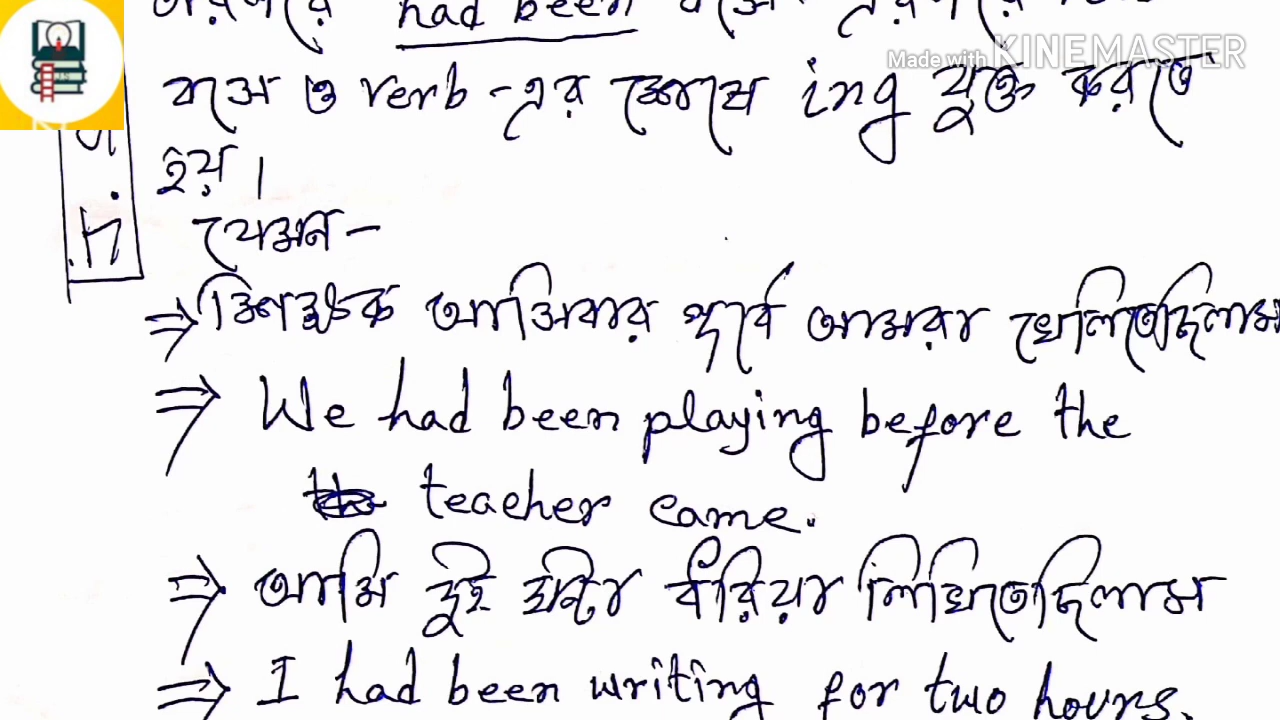 had been
Made with KINEMASTER
বসে ও verb -এর শেষে ing যুক্ত করতে
হয়।
যেমন-
⇒ শিক্ষক আসিবার পূর্বে আমরা খেলিতেছিলাম
⇒ We had been playing before the
teacher came.
⇒ আমি দুই ঘন্টার ধরিয়া লিখিতেছিলাম
⇒ I had been writing for two hours.